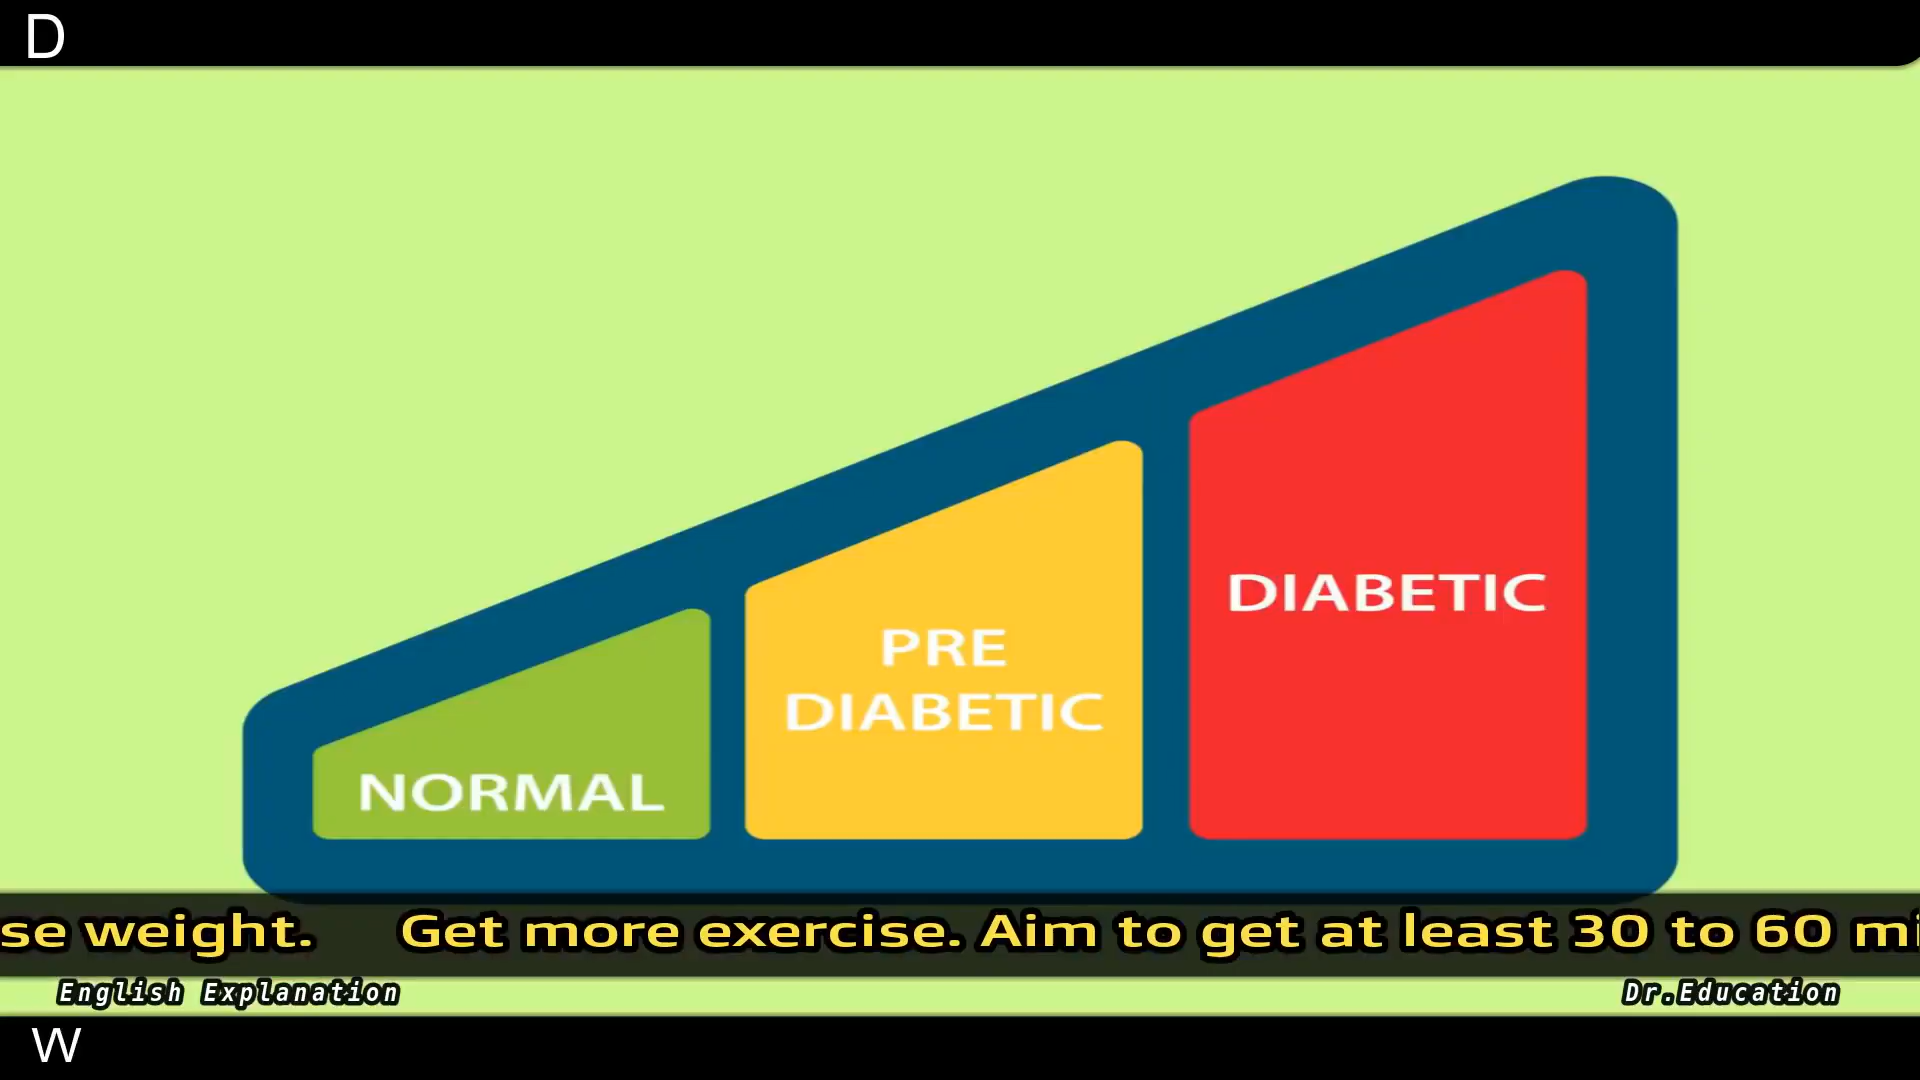 D
NORMAL
PRE
DIABETIC
DIABETIC
se weight. Get more exercise. Aim to get at least 30 to 60 mi
English Explanation
Dr.Education
W